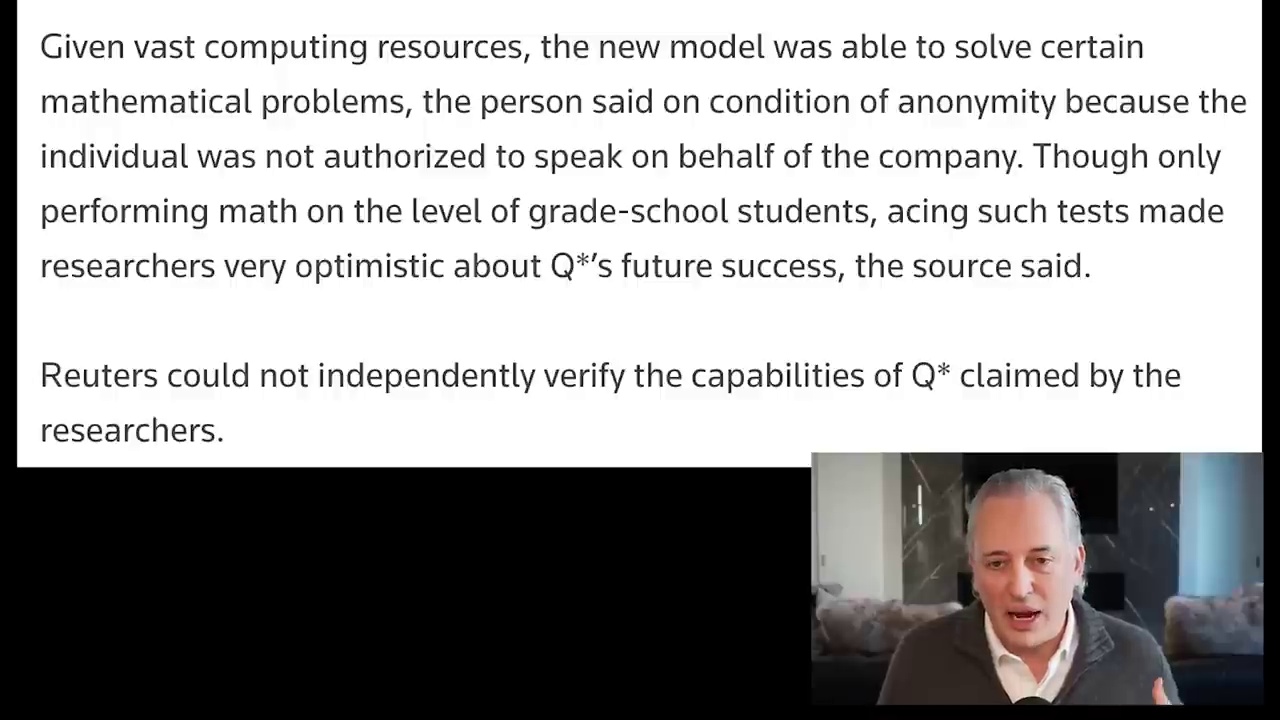 Given vast computing resources, the new model was able to solve certain
mathematical problems, the person said on condition of anonymity because the
individual was not authorized to speak on behalf of the company. Though only
performing math on the level of grade-school students, acing such tests made
researchers very optimistic about Q*’s future success, the source said.
Reuters could not independently verify the capabilities of Q* claimed by the
researchers.